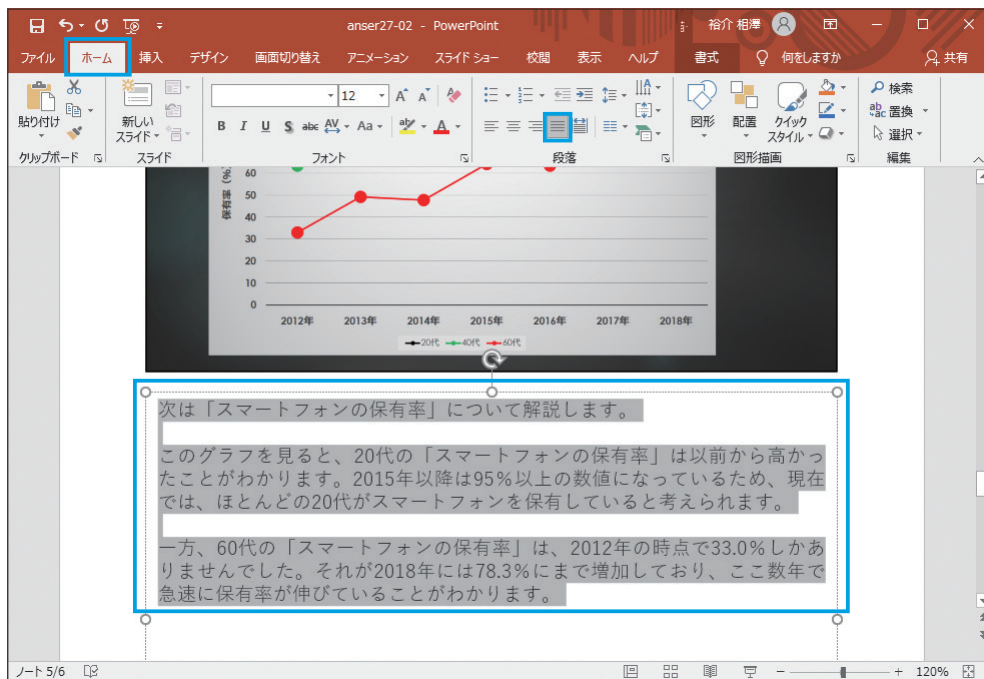 anser27-02 - PowerPoint
裕介 相澤
ファイル ホーム 挿入 デザイン 画面切り替え アニメーション スライド ショー 校閲 表示 ヘルプ 書式 何をしますか 共有
貼り付け
新しい
スライド
12
B I U S abc AV Aa
図形
配置
クイック
スタイル
検索
置換
選択
クリップボード スライド フォント 段落 図形描画 編集
保有率 (%)
60
50
40
30
20
10
0
2012年 2013年 2014年 2015年 2016年 2017年 2018年
20代 40代 60代
次は「スマートフォンの保有率」について解説します。
このグラフを見ると、20代の「スマートフォンの保有率」は以前から高かっ
たことがわかります。2015年以降は95%以上の数値になっているため、現在
では、ほとんどの20代がスマートフォンを保有していると考えられます。
一方、60代の「スマートフォンの保有率」は、2012年の時点で33.0%しかあ
りませんでした。それが2018年には78.3%にまで増加しており、ここ数年で
急速に保有率が伸びていることがわかります。
ノート 5/6
120%